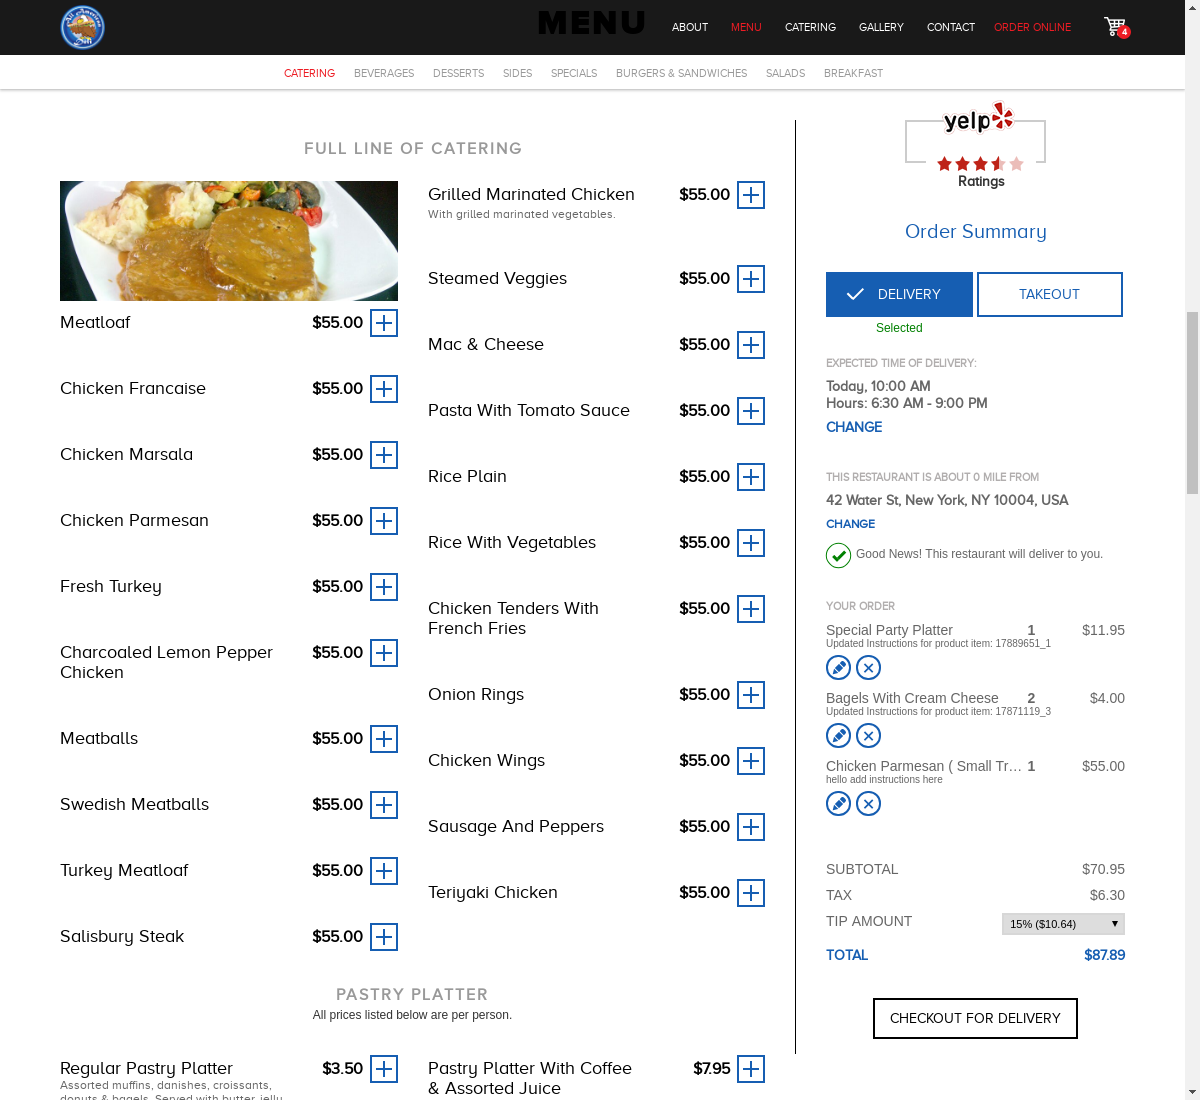 All American
Deli
MENU
ABOUT
MENU
CATERING
GALLERY
CONTACT
ORDER ONLINE
4
CATERING
BEVERAGES
DESSERTS
SIDES
SPECIALS
BURGERS & SANDWICHES
SALADS
BREAKFAST
FULL LINE OF CATERING
Meatloaf $55.00
Chicken Francaise $55.00
Chicken Marsala $55.00
Chicken Parmesan $55.00
Fresh Turkey $55.00
Charcoaled Lemon Pepper $55.00
Chicken
Meatballs $55.00
Swedish Meatballs $55.00
Turkey Meatloaf $55.00
Salisbury Steak $55.00
Grilled Marinated Chicken $55.00
With grilled marinated vegetables.
Steamed Veggies $55.00
Mac & Cheese $55.00
Pasta With Tomato Sauce $55.00
Rice Plain $55.00
Rice With Vegetables $55.00
Chicken Tenders With $55.00
French Fries
Onion Rings $55.00
Chicken Wings $55.00
Sausage And Peppers $55.00
Teriyaki Chicken $55.00
PASTRY PLATTER
All prices listed below are per person.
Regular Pastry Platter $3.50
Assorted muffins, danishes, croissants,
donuts & bagels. Served with butter, jelly
Pastry Platter With Coffee $7.95
& Assorted Juice
yelp
Ratings
Order Summary
DELIVERY
TAKEOUT
Selected
EXPECTED TIME OF DELIVERY:
Today, 10:00 AM
Hours: 6:30 AM - 9:00 PM
CHANGE
THIS RESTAURANT IS ABOUT 0 MILE FROM
42 Water St, New York, NY 10004, USA
CHANGE
Good News! This restaurant will deliver to you.
YOUR ORDER
Special Party Platter 1 $11.95
Updated Instructions for product item: 17889651_1
Bagels With Cream Cheese 2 $4.00
Updated Instructions for product item: 17871119_3
Chicken Parmesan ( Small Tr… 1 $55.00
hello add instructions here
SUBTOTAL $70.95
TAX $6.30
TIP AMOUNT 15% ($10.64)
TOTAL $87.89
CHECKOUT FOR DELIVERY